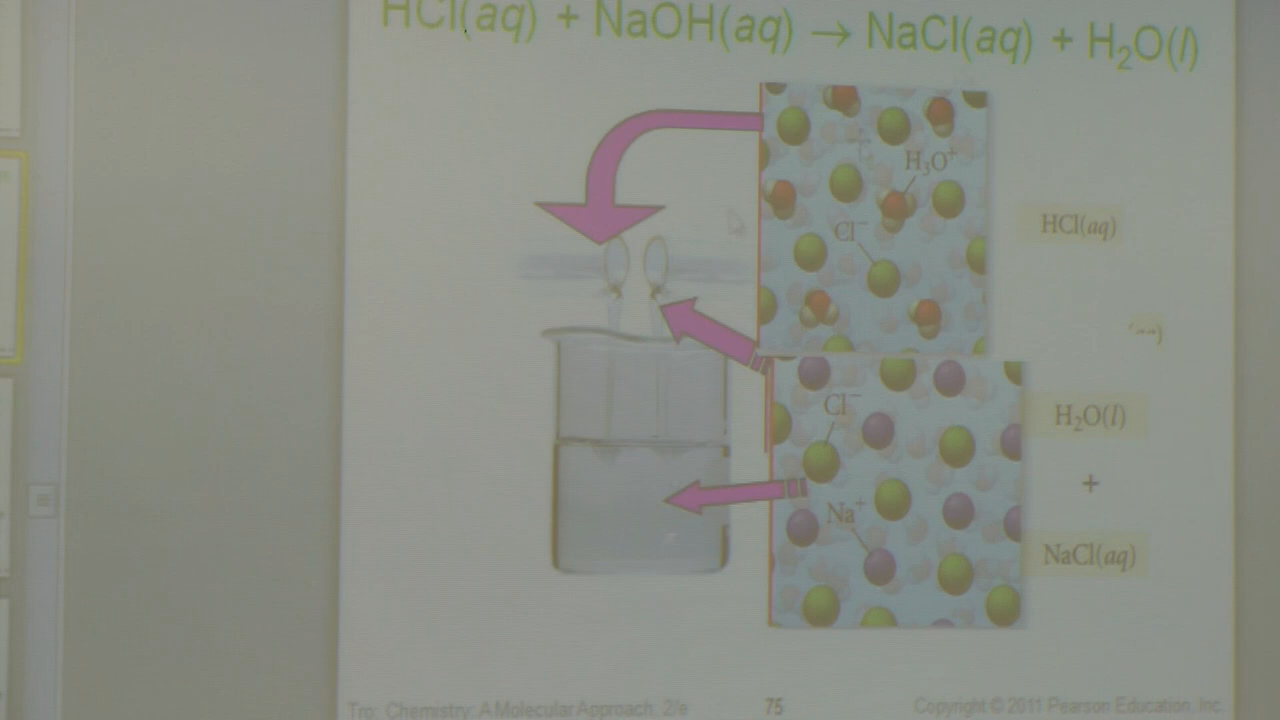 HCl(aq) + NaOH(aq) → NaCl(aq) + H₂O(l)
H₃O⁺
Cl⁻
HCl(aq)
Cl⁻
Na⁺
H₂O(l)
+
NaCl(aq)
Tro: Chemistry: A Molecular Approach, 2/e
75
Copyright © 2011 Pearson Education, Inc.